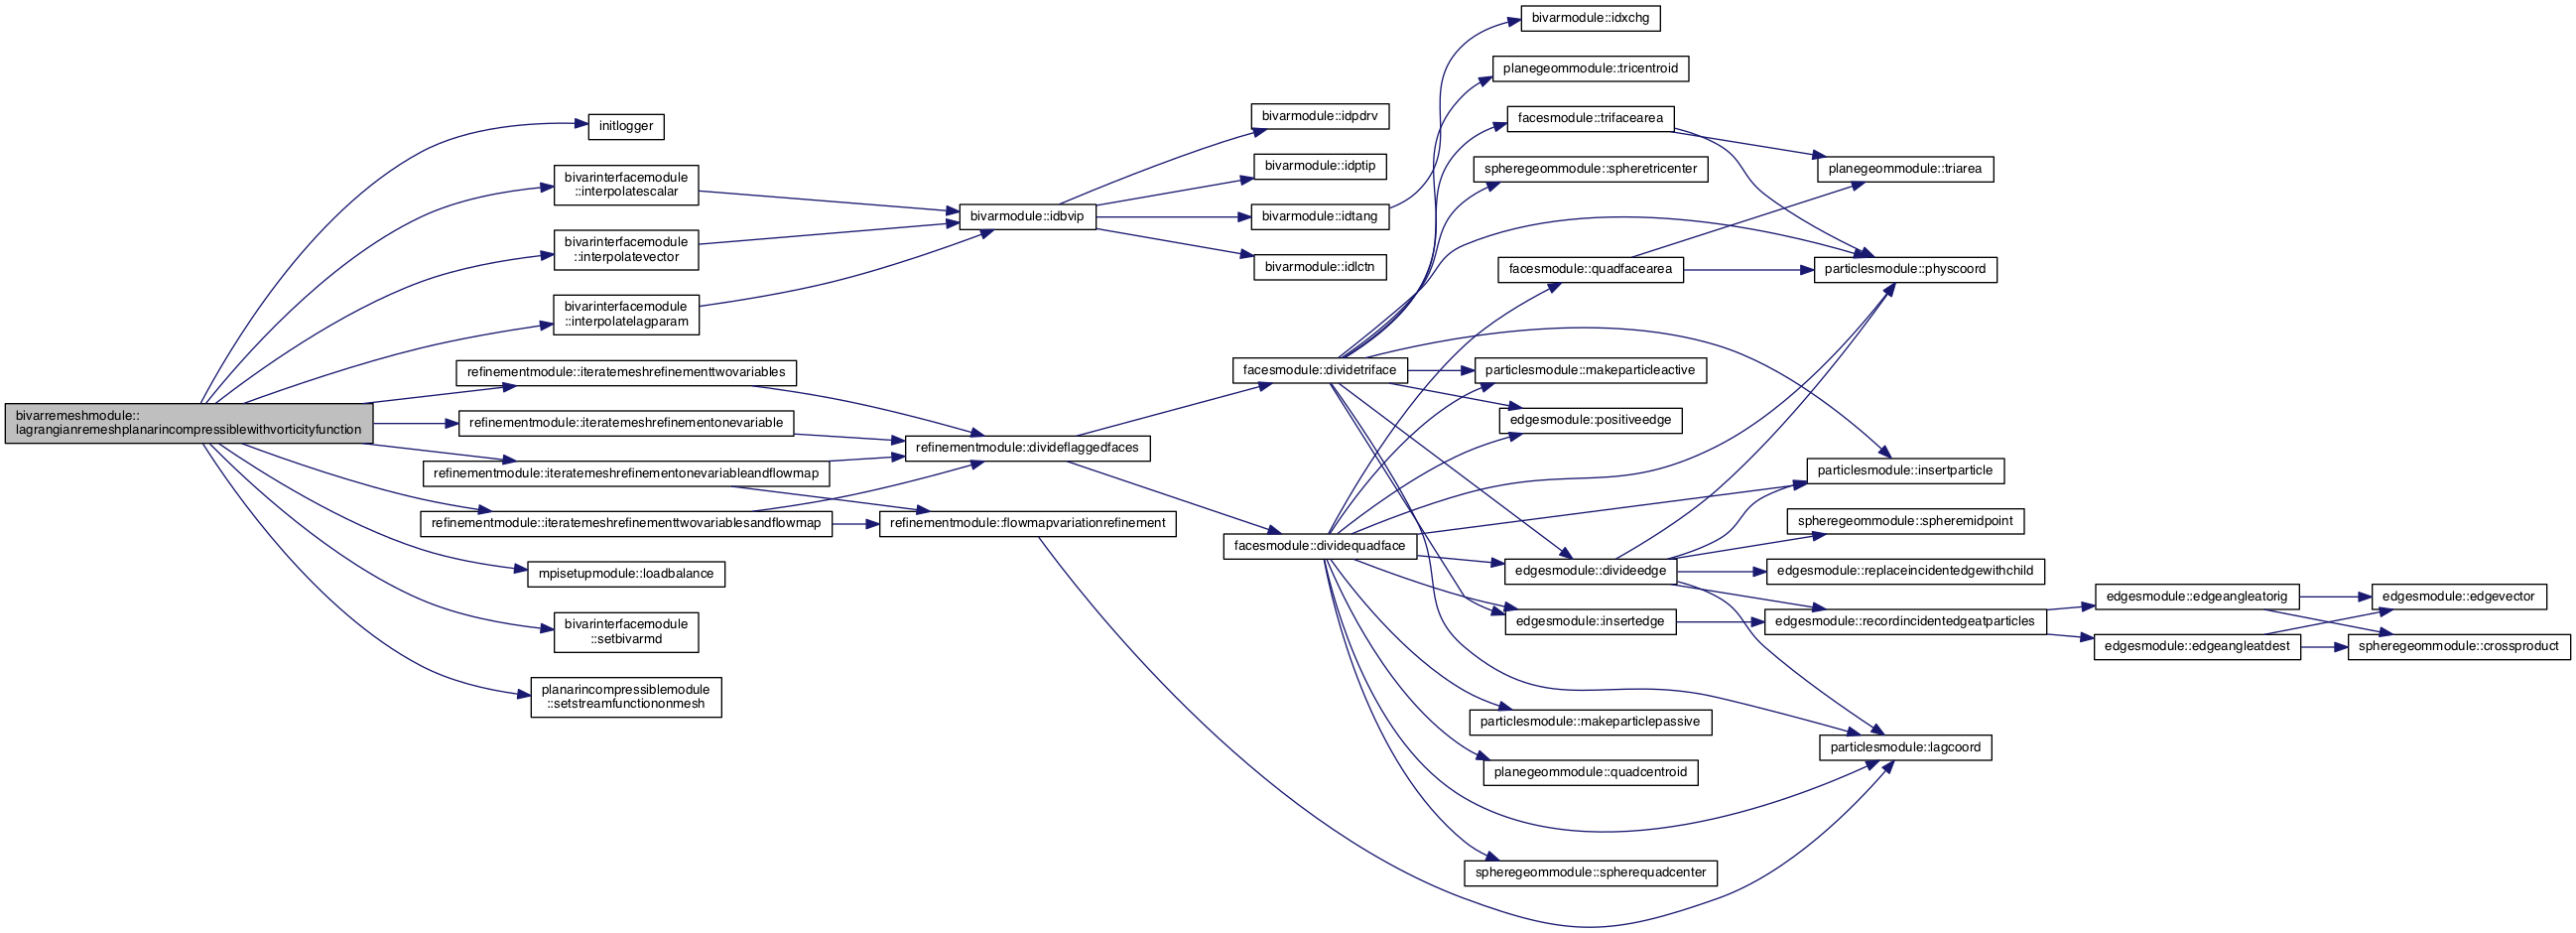 bivarremeshmodule::
lagrangianremeshplanarincompressiblewithvorticityfunction
initlogger
bivarinterfacemodule
::interpolatescalar
bivarinterfacemodule
::interpolatevector
bivarinterfacemodule
::interpolatelagparam
refinementmodule::iteratemeshrefinementtwovariables
refinementmodule::iteratemeshrefinementonevariable
refinementmodule::iteratemeshrefinementonevariableandflowmap
refinementmodule::iteratemeshrefinementtwovariablesandflowmap
mpisetupmodule::loadbalance
bivarinterfacemodule
::setbivarmd
planarincompressiblemodule
::setstreamfunctiononmesh
bivarmodule::idbvip
refinementmodule::divideflaggedfaces
refinementmodule::flowmapvariationrefinement
bivarmodule::idpdrv
bivarmodule::idptip
bivarmodule::idtang
bivarmodule::idlctn
facesmodule::dividetriface
facesmodule::dividequadface
bivarmodule::idxchg
planegeommodule::tricentroid
facesmodule::trifacearea
spheregeommodule::spheretricenter
facesmodule::quadfacearea
particlesmodule::makeparticleactive
edgesmodule::positiveedge
edgesmodule::divideedge
edgesmodule::insertedge
particlesmodule::makeparticlepassive
planegeommodule::quadcentroid
spheregeommodule::spherequadcenter
planegeommodule::triarea
particlesmodule::physcoord
particlesmodule::insertparticle
spheregeommodule::spheremidpoint
edgesmodule::replaceincidentedgewithchild
edgesmodule::recordincidentedgeatparticles
particlesmodule::lagcoord
edgesmodule::edgeangleatorig
edgesmodule::edgeangleatdest
edgesmodule::edgevector
spheregeommodule::crossproduct